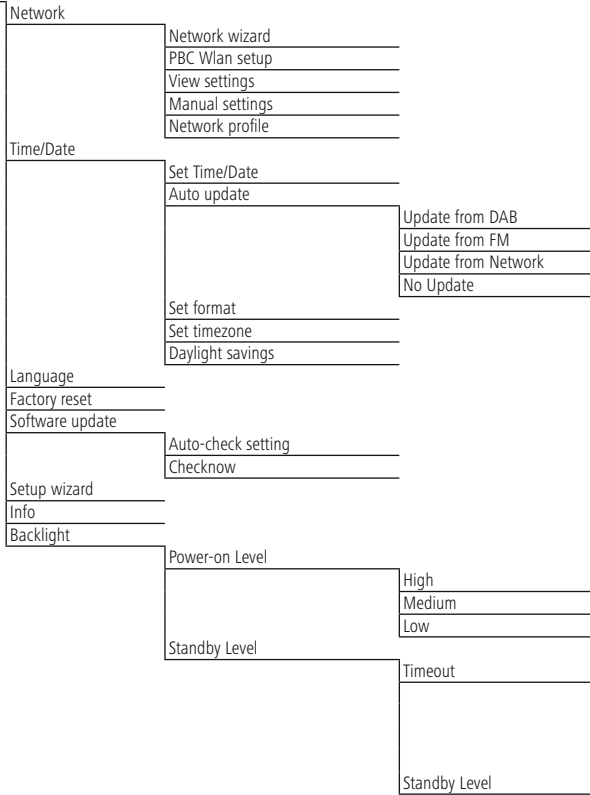 Network
Network wizard
PBC Wlan setup
View settings
Manual settings
Network profile
Time/Date
Set Time/Date
Auto update
Update from DAB
Update from FM
Update from Network
No Update
Set format
Set timezone
Daylight savings
Language
Factory reset
Software update
Auto-check setting
Checknow
Setup wizard
Info
Backlight
Power-on Level
High
Medium
Low
Standby Level
Timeout
Standby Level